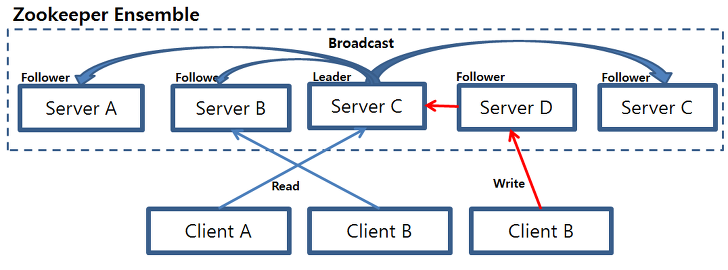 Zookeeper Ensemble
Broadcast
Follower
Followe
Leader
Follower
Follower
Server A
Server B
Server C
Server D
Server C
Read
Write
Client A
Client B
Client B